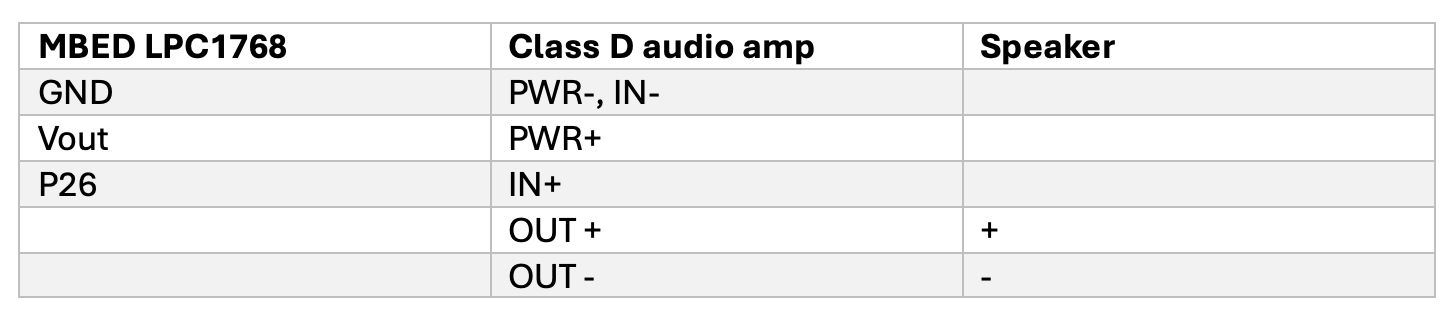 MBED LPC1768 Class D audio amp Speaker
GND PWR-, IN-
Vout PWR+
P26 IN+
OUT + +
OUT - -